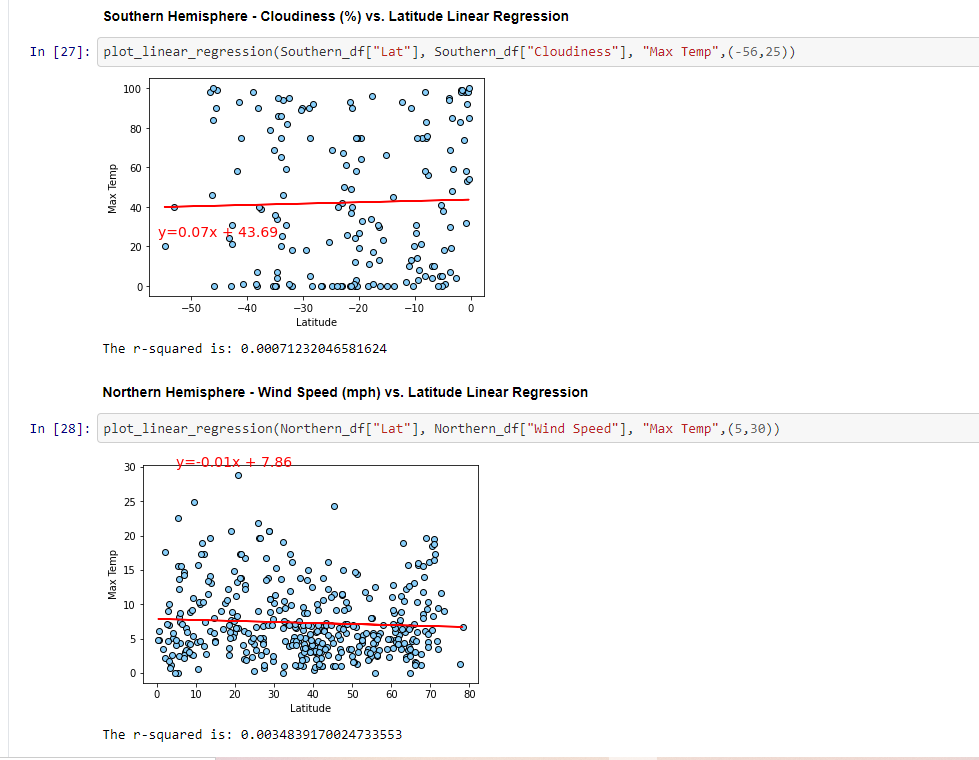 Southern Hemisphere - Cloudiness (%) vs. Latitude Linear Regression
In [27]: plot_linear_regression(Southern_df["Lat"], Southern_df["Cloudiness"], "Max Temp",(-56,25))
100
80
60
40
20
0
Max Temp
y=0.07x + 43.69
−50 −40 −30 −20 −10 0
Latitude
The r-squared is: 0.00071232046581624
Northern Hemisphere - Wind Speed (mph) vs. Latitude Linear Regression
In [28]: plot_linear_regression(Northern_df["Lat"], Northern_df["Wind Speed"], "Max Temp",(5,30))
y=-0.01x + 7.86
30
25
20
15
10
5
0
Max Temp
0 10 20 30 40 50 60 70 80
Latitude
The r-squared is: 0.0034839170024733553